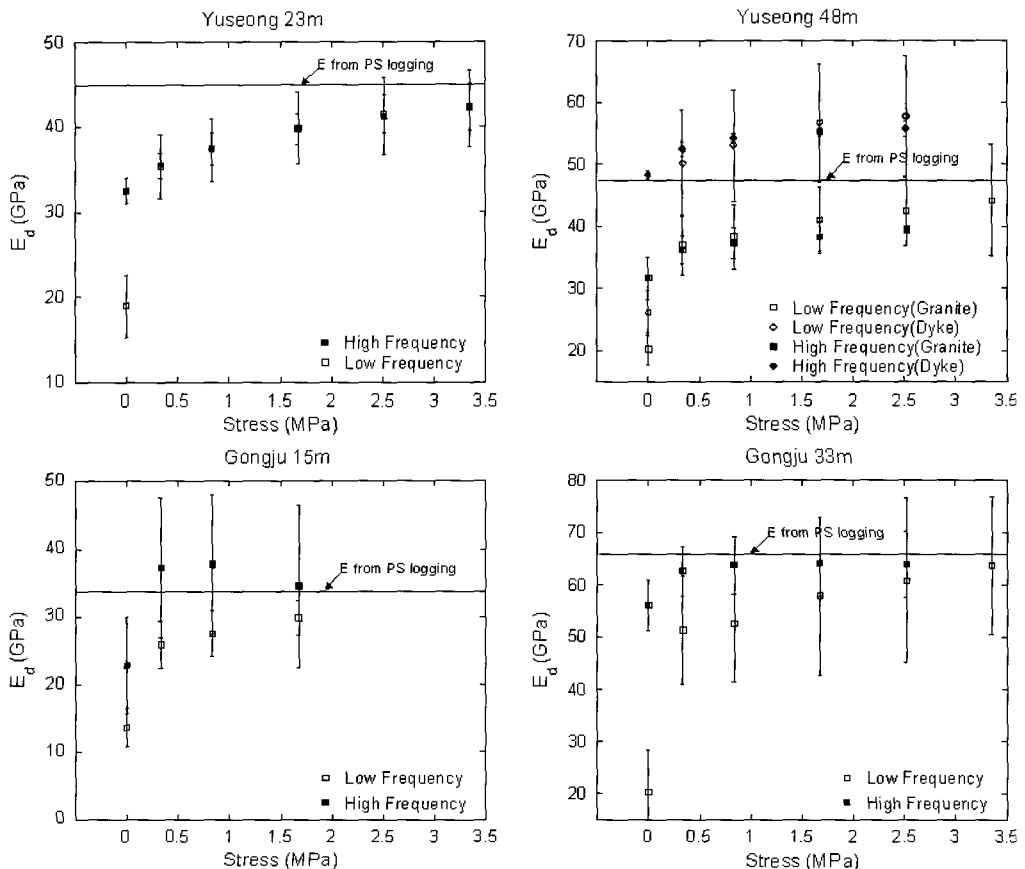 Yuseong 23m
50
40
30
20
10
E_d (GPa)
E from PS logging
High Frequency
Low Frequency
0 0.5 1 1.5 2 2.5 3 3.5
Stress (MPa)
Yuseong 48m
70
60
50
40
30
20
E_d (GPa)
E from PS logging
Low Frequency(Granite)
Low Frequency(Dyke)
High Frequency(Granite)
High Frequency(Dyke)
0 0.5 1 1.5 2 2.5 3 3.5
Stress (MPa)
Gongju 15m
50
40
30
20
10
0
E_d (GPa)
E from PS logging
Low Frequency
High Frequency
0 0.5 1 1.5 2 2.5 3 3.5
Stress (MPa)
Gongju 33m
80
70
60
50
40
30
20
E_d (GPa)
E from PS logging
Low Frequency
High Frequency
0 0.5 1 1.5 2 2.5 3 3.5
Stress (MPa)